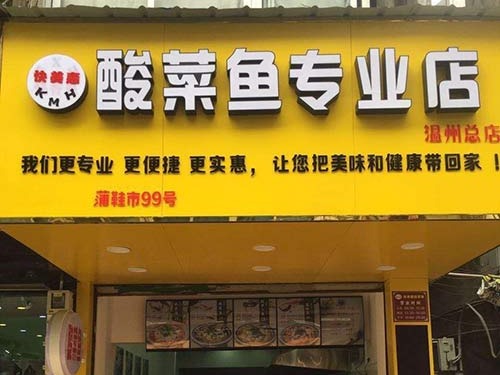 快美惠
KMH
酸菜鱼专业店
温州总店
我们更专业 更便捷 更实惠，让您把美味和健康带回家！
蒲鞋市99号